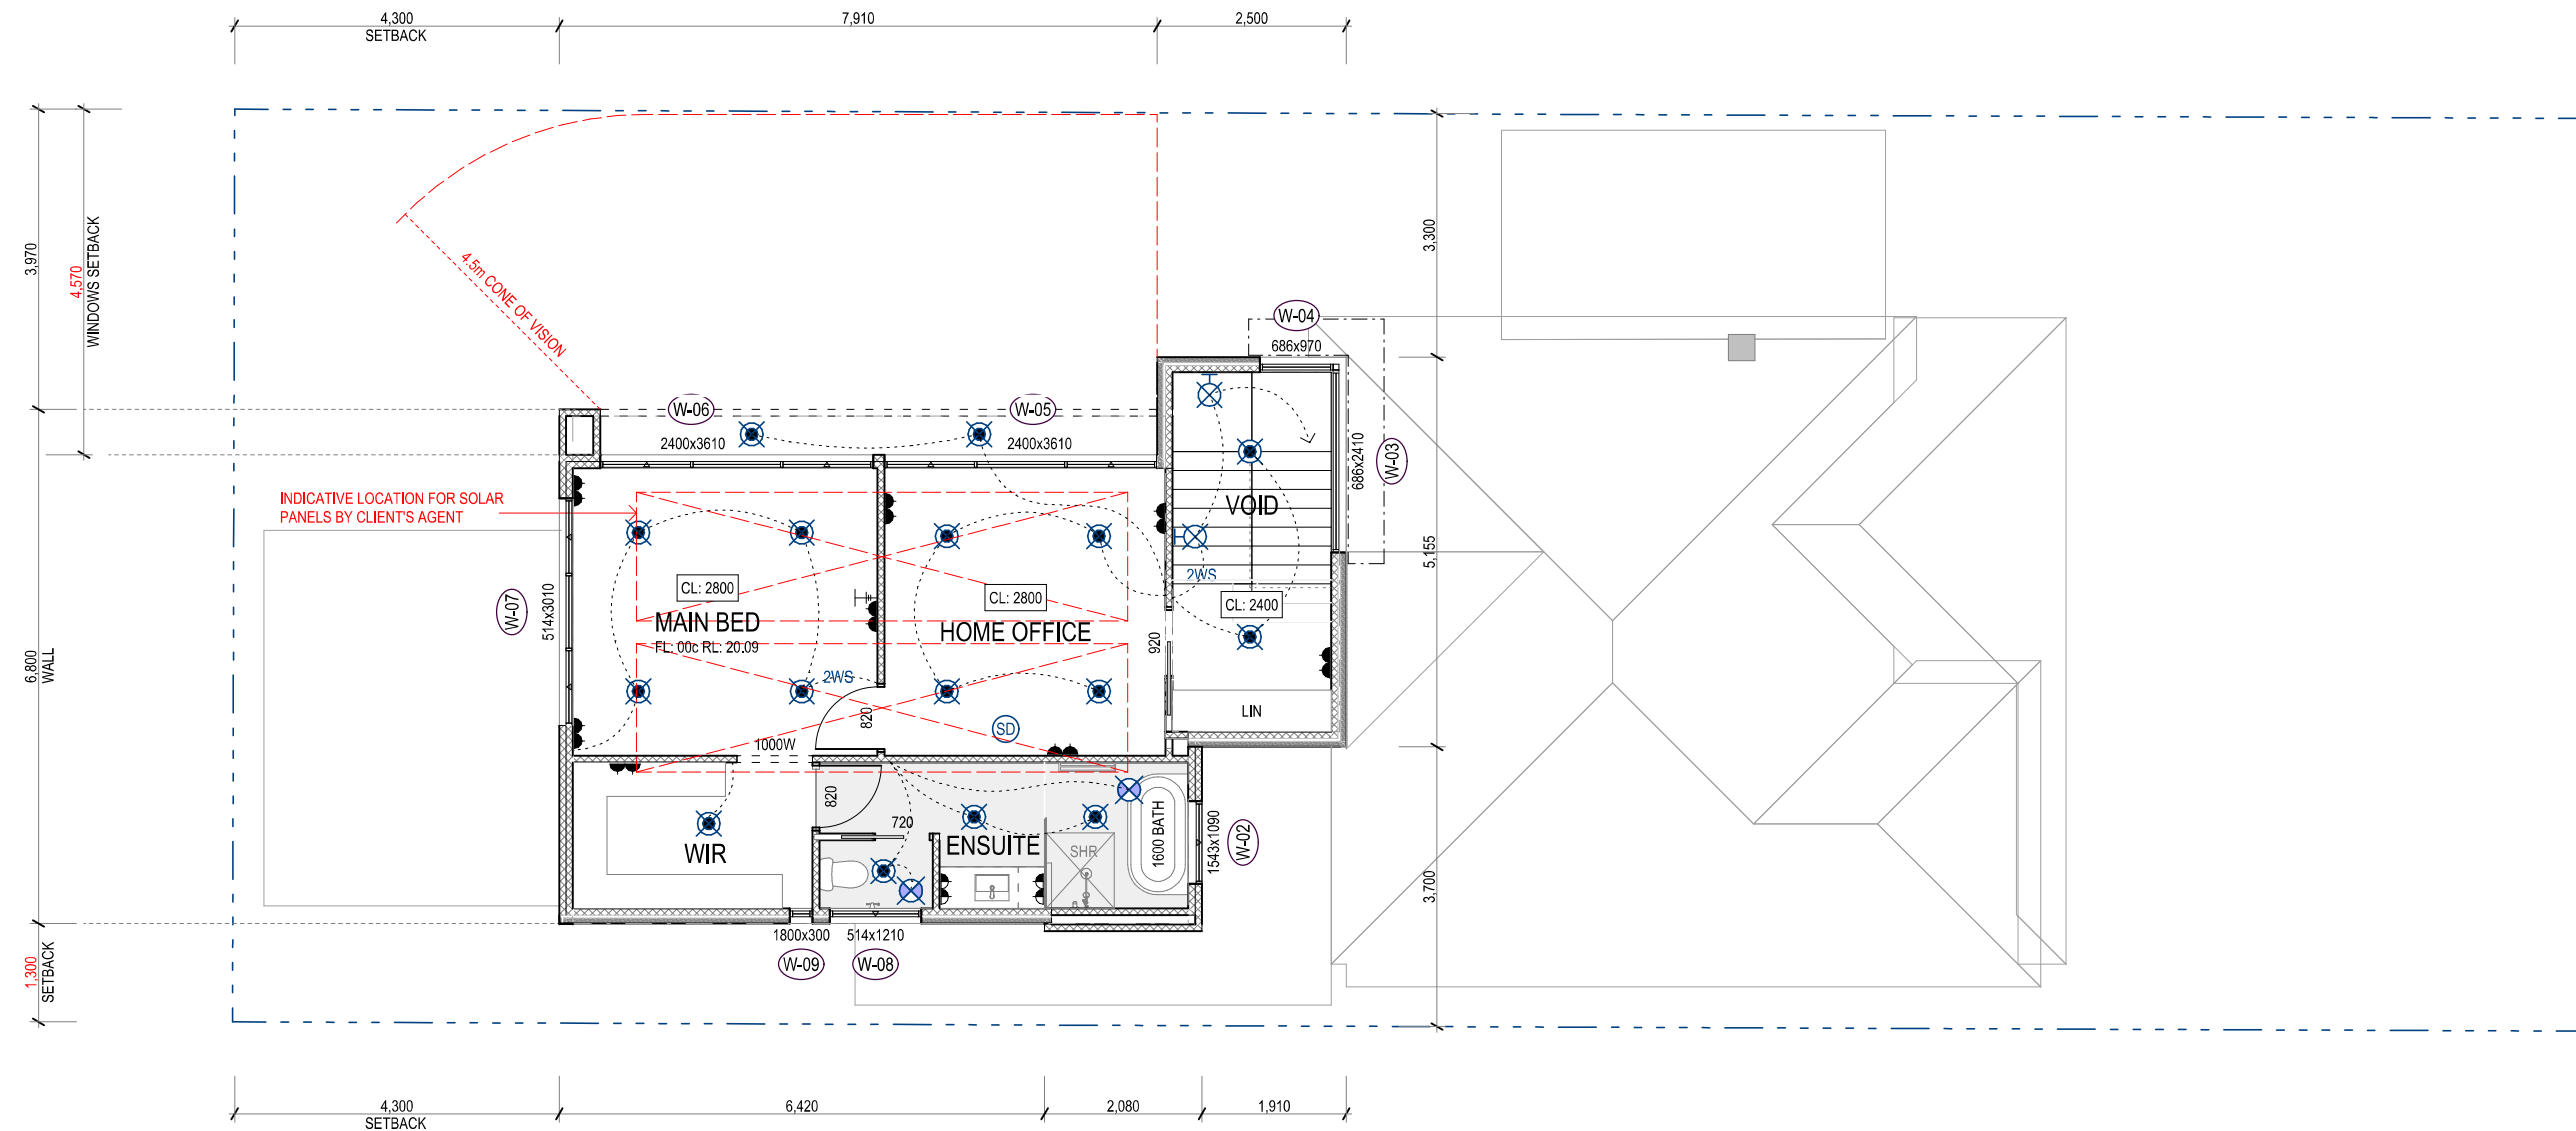 4,300
SETBACK
7,910
2,500
3,970
4,570
WINDOWS SETBACK
4.5m CONE OF VISION
3,300
W-04
686x970
W-06
W-05
2400x3610
2400x3610
686x2410
W-03
INDICATIVE LOCATION FOR SOLAR
PANELS BY CLIENT'S AGENT
VOID
5,155
2WS
CL: 2800
CL: 2800
CL: 2400
W-07
514x3010
MAIN BED
FL: 00c RL: 20.09
HOME OFFICE
920
6,800
WALL
2WS
820
SD
LIN
1000W
820
720
WIR
ENSUITE
SHR
1600 BATH
1543x1090
W-02
3,700
1800x300
514x1210
W-09
W-08
1,300
SETBACK
4,300
SETBACK
6,420
2,080
1,910